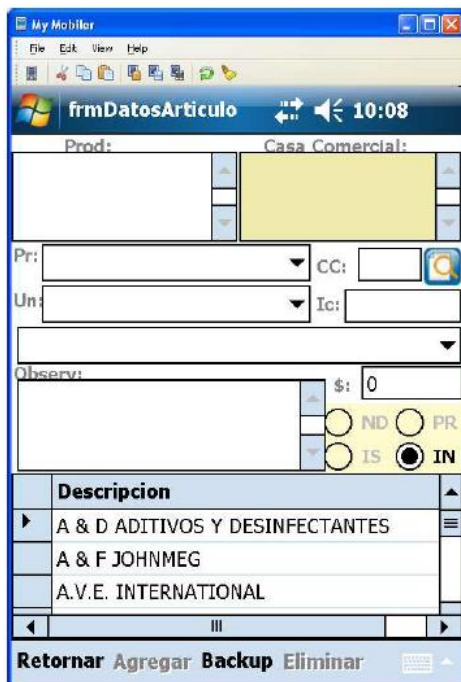 My Mobiler
File Edit View Help
frmDatosArticulo 10:08
Prod: Casa Comercial:
Pr: CC:
Un: Ic:
Observ: $: 0
ND PR
IS IN
Descripcion
A & D ADITIVOS Y DESINFECTANTES
A & F JOHNMEG
A.V.E. INTERNATIONAL
Retornar Agregar Backup Eliminar